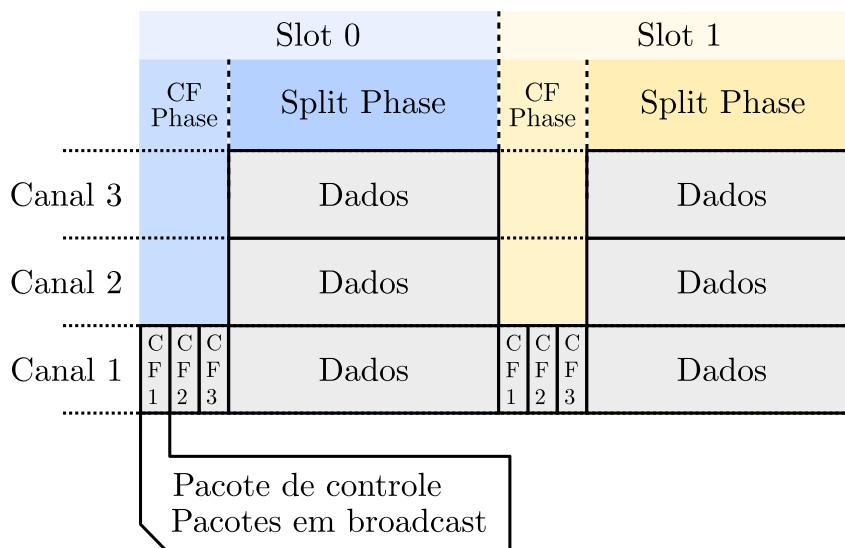 Slot 0
Slot 1
CF
Phase
Split Phase
CF
Phase
Split Phase
Canal 3
Dados
Dados
Canal 2
Dados
Dados
Canal 1
C
F
1
C
F
2
C
F
3
Dados
C
F
1
C
F
2
C
F
3
Dados
Pacote de controle
Pacotes em broadcast